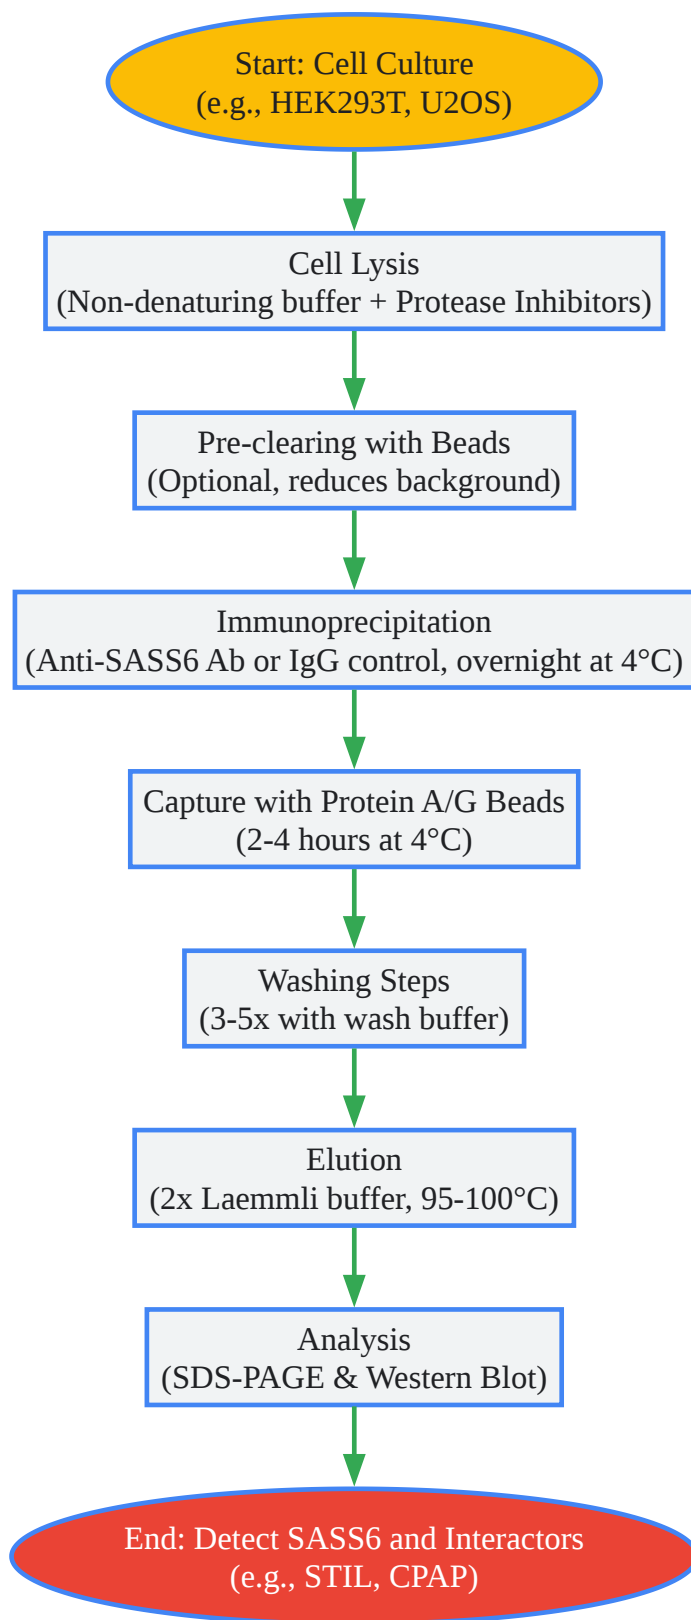 Start: Cell Culture
(e.g., HEK293T, U2OS)
Cell Lysis
(Non-denaturing buffer + Protease Inhibitors)
Pre-clearing with Beads
(Optional, reduces background)
Immunoprecipitation
(Anti-SASS6 Ab or IgG control, overnight at 4°C)
Capture with Protein A/G Beads
(2-4 hours at 4°C)
Washing Steps
(3-5x with wash buffer)
Elution
(2x Laemmli buffer, 95-100°C)
Analysis
(SDS-PAGE & Western Blot)
End: Detect SASS6 and Interactors
(e.g., STIL, CPAP)